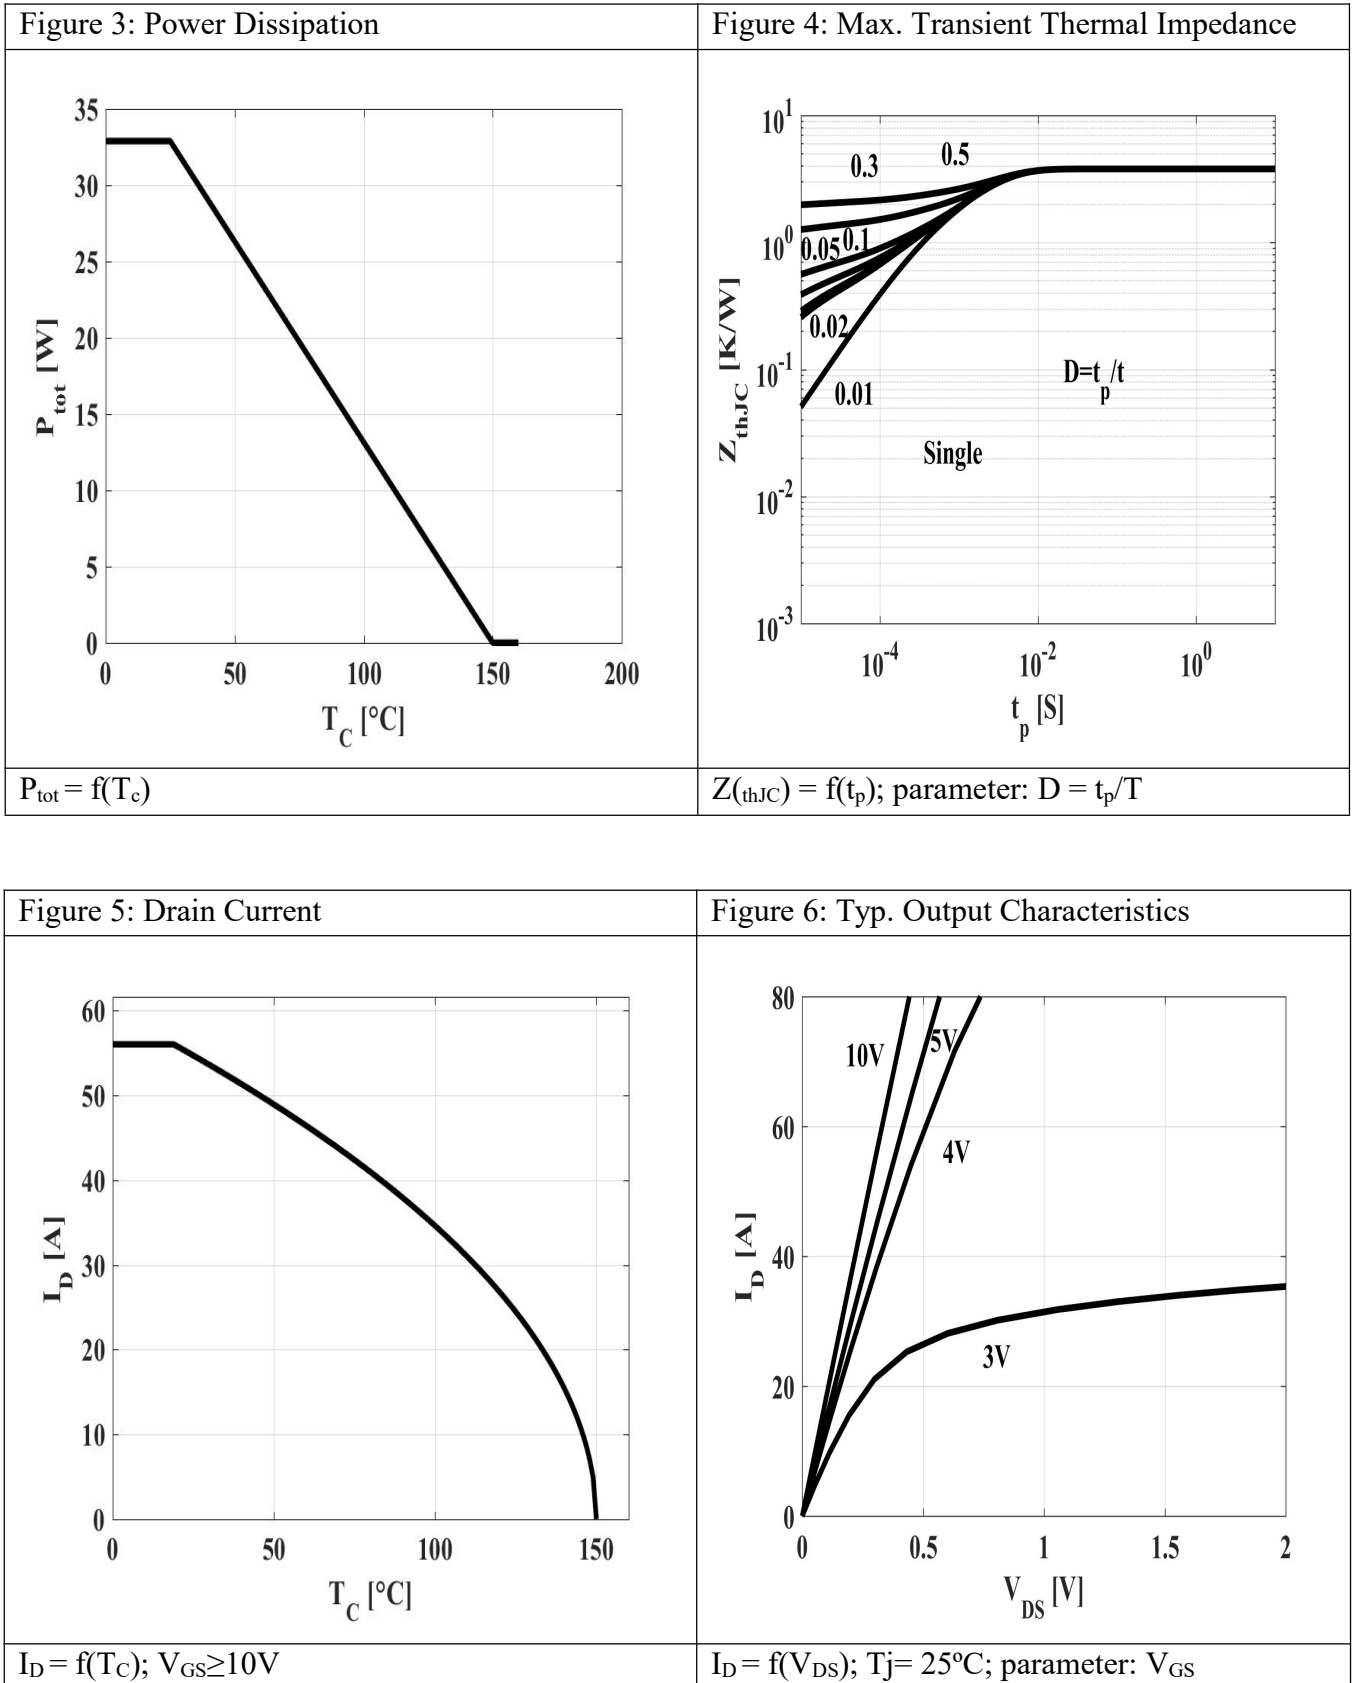 Figure 3: Power Dissipation
Figure 4: Max. Transient Thermal Impedance
35
30
25
20
15
10
5
0
P_tot [W]
0 50 100 150 200
T_C [°C]
10^1
10^0
10^-1
10^-2
10^-3
Z_thJC [K/W]
0.3
0.5
0.05
0.1
0.02
0.01
Single
D=t_p/t
10^-4 10^-2 10^0
t_p [S]
P_tot = f(T_c)
Z(_thJC) = f(t_p); parameter: D = t_p/T
Figure 5: Drain Current
Figure 6: Typ. Output Characteristics
60
50
40
30
20
10
0
I_D [A]
0 50 100 150
T_C [°C]
80
60
40
20
0
I_D [A]
10V
5V
4V
3V
0 0.5 1 1.5 2
V_DS [V]
I_D = f(T_C); V_GS≥10V
I_D = f(V_DS); Tj= 25ºC; parameter: V_GS